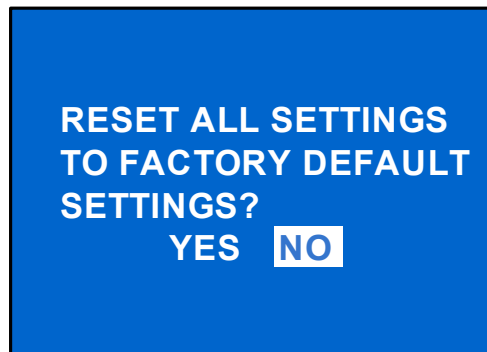 RESET ALL SETTINGS
TO FACTORY DEFAULT
SETTINGS?
YES NO